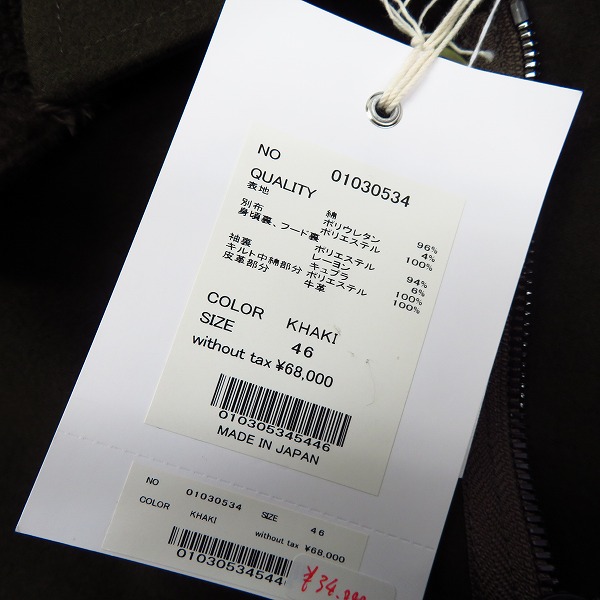 NO 01030534
QUALITY
表地 綿 96%
ポリウレタン 4%
別布 ポリエステル 100%
身頃裏、フード裏 ポリエステル 94%
レーヨン 6%
袖裏 キュプラ 100%
キルト中綿部分 ポリエステル 100%
皮革部分 牛革
COLOR KHAKI
SIZE 46
without tax ¥68,000
010305345446
MADE IN JAPAN
NO 01030534 SIZE 46
COLOR KHAKI without tax ¥68,000